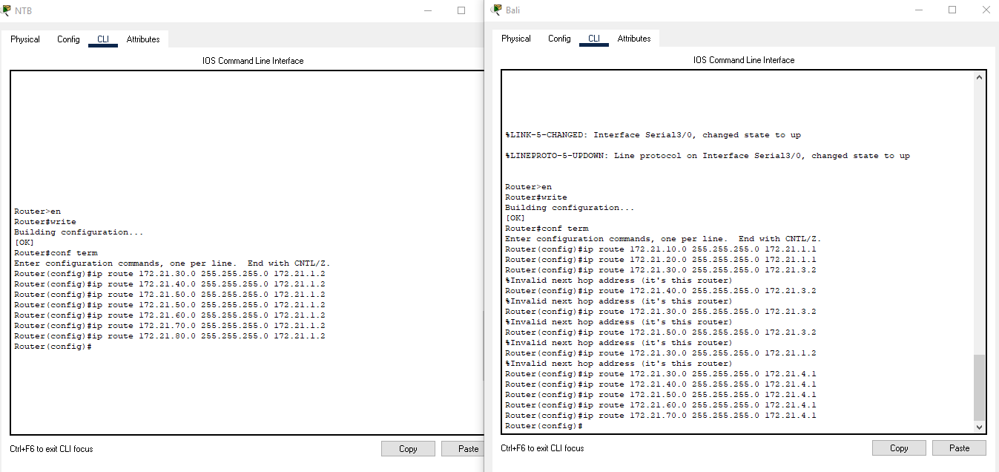 NTB
Physical Config CLI Attributes
IOS Command Line Interface
Router>en
Router#write
Building configuration...
[OK]
Router#conf term
Enter configuration commands, one per line.  End with CNTL/Z.
Router(config)#ip route 172.21.30.0 255.255.255.0 172.21.1.2
Router(config)#ip route 172.21.40.0 255.255.255.0 172.21.1.2
Router(config)#ip route 172.21.50.0 255.255.255.0 172.21.1.2
Router(config)#ip route 172.21.50.0 255.255.255.0 172.21.1.2
Router(config)#ip route 172.21.60.0 255.255.255.0 172.21.1.2
Router(config)#ip route 172.21.70.0 255.255.255.0 172.21.1.2
Router(config)#ip route 172.21.80.0 255.255.255.0 172.21.1.2
Router(config)#
Ctrl+F6 to exit CLI focus
Copy Paste
Bali
Physical Config CLI Attributes
IOS Command Line Interface
%LINK-5-CHANGED: Interface Serial3/0, changed state to up
%LINEPROTO-5-UPDOWN: Line protocol on Interface Serial3/0, changed state to up
Router>en
Router#write
Building configuration...
[OK]
Router#conf term
Enter configuration commands, one per line.  End with CNTL/Z.
Router(config)#ip route 172.21.10.0 255.255.255.0 172.21.1.1
Router(config)#ip route 172.21.20.0 255.255.255.0 172.21.1.1
Router(config)#ip route 172.21.30.0 255.255.255.0 172.21.3.2
%Invalid next hop address (it's this router)
Router(config)#ip route 172.21.40.0 255.255.255.0 172.21.3.2
%Invalid next hop address (it's this router)
Router(config)#ip route 172.21.30.0 255.255.255.0 172.21.3.2
%Invalid next hop address (it's this router)
Router(config)#ip route 172.21.50.0 255.255.255.0 172.21.3.2
%Invalid next hop address (it's this router)
Router(config)#ip route 172.21.30.0 255.255.255.0 172.21.1.2
%Invalid next hop address (it's this router)
Router(config)#ip route 172.21.30.0 255.255.255.0 172.21.4.1
Router(config)#ip route 172.21.40.0 255.255.255.0 172.21.4.1
Router(config)#ip route 172.21.50.0 255.255.255.0 172.21.4.1
Router(config)#ip route 172.21.60.0 255.255.255.0 172.21.4.1
Router(config)#ip route 172.21.70.0 255.255.255.0 172.21.4.1
Router(config)#
Ctrl+F6 to exit CLI focus
Copy Paste